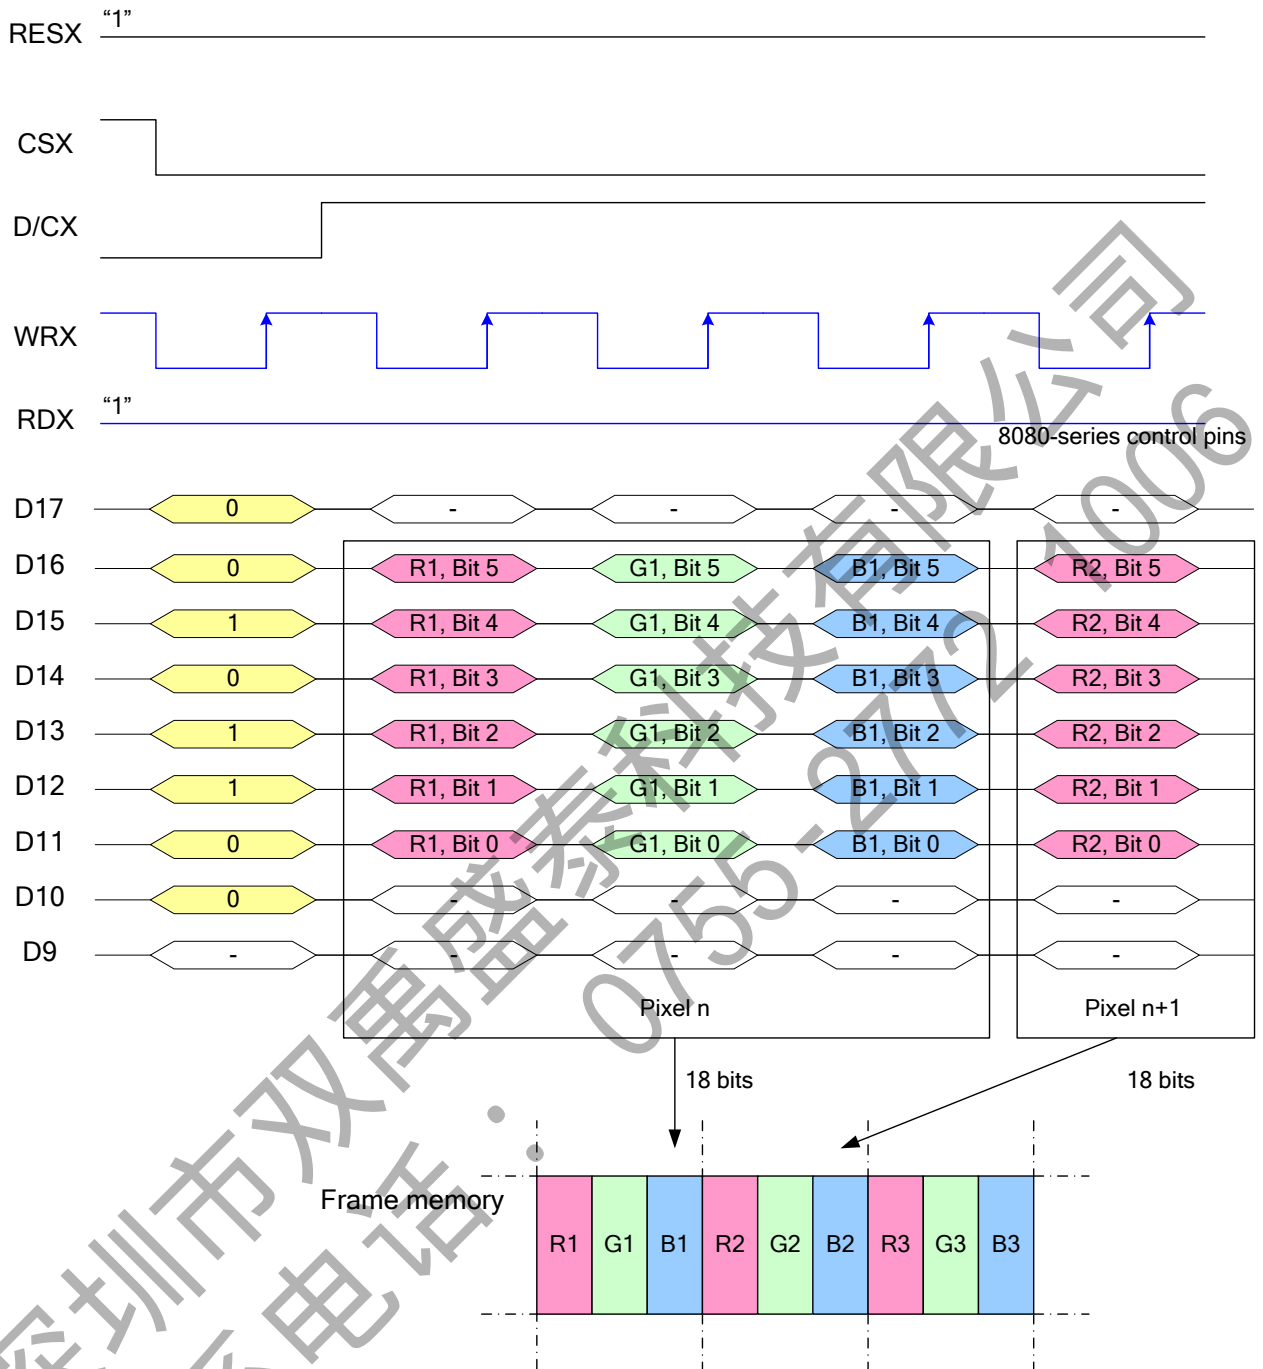 RESX “1”
CSX
D/CX
WRX
RDX “1”
8080-series control pins
D17 0 - - - -
D16 0 R1, Bit 5 G1, Bit 5 B1, Bit 5 R2, Bit 5
D15 1 R1, Bit 4 G1, Bit 4 B1, Bit 4 R2, Bit 4
D14 0 R1, Bit 3 G1, Bit 3 B1, Bit 3 R2, Bit 3
D13 1 R1, Bit 2 G1, Bit 2 B1, Bit 2 R2, Bit 2
D12 1 R1, Bit 1 G1, Bit 1 B1, Bit 1 R2, Bit 1
D11 0 R1, Bit 0 G1, Bit 0 B1, Bit 0 R2, Bit 0
D10 0 - - - -
D9 - - - - -
Pixel n Pixel n+1
18 bits 18 bits
Frame memory
R1 G1 B1 R2 G2 B2 R3 G3 B3
深圳市双禹盛泰科技有限公司
电话：0755-2772 1006